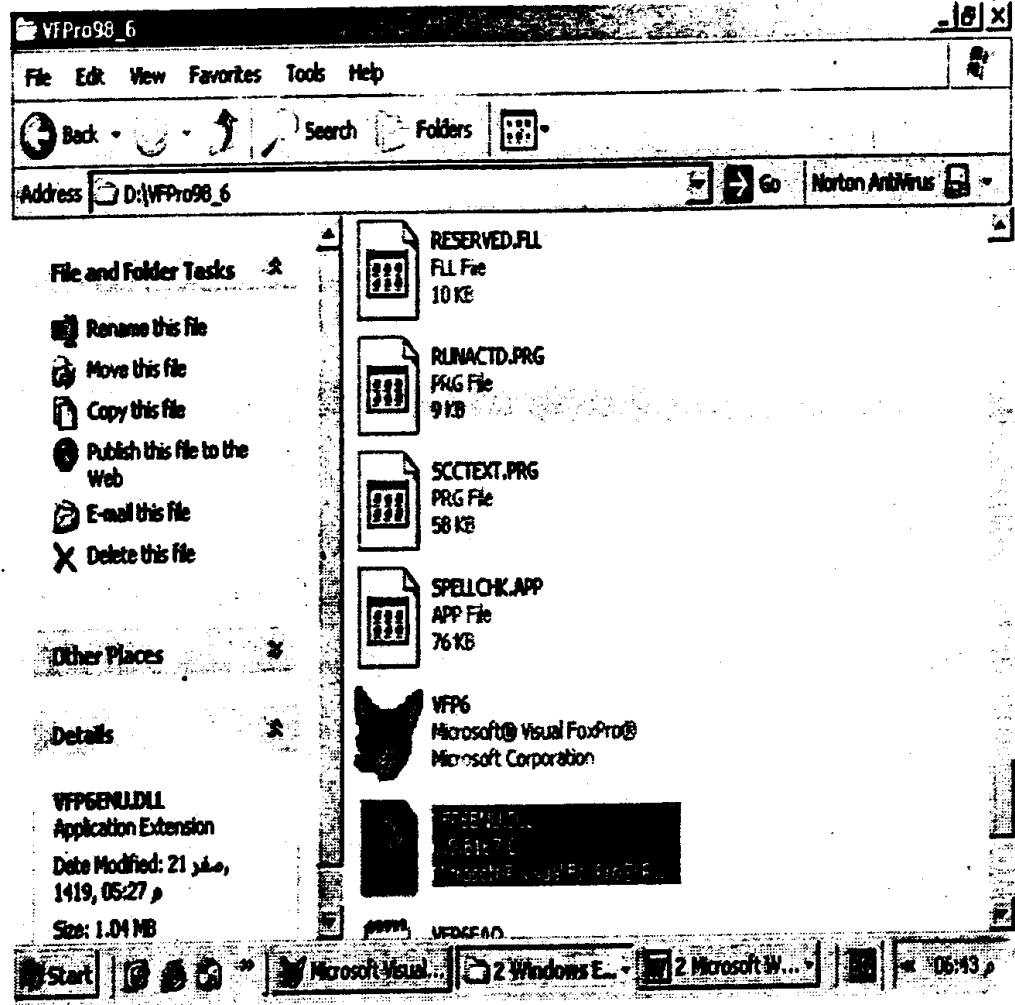 VFPro98_6
File Edit View Favorites Tools Help
Back Search Folders
Address D:\VFPro98_6 Go Norton AntiVirus
File and Folder Tasks
Rename this file
Move this file
Copy this file
Publish this file to the
Web
E-mail this file
Delete this file
Other Places
Details
VFP6ENU.DLL
Application Extension
Date Modified: 21 صفر,
1419, 05:27 م
Size: 1.04 MB
RESERVED.FLL
FLL File
10 KB
RUNACTD.PRG
PRG File
9 KB
SCCTEXT.PRG
PRG File
58 KB
SPELLCHK.APP
APP File
76 KB
VFP6
Microsoft® Visual FoxPro®
Microsoft Corporation
VFP6ENU.DLL
Start Microsoft Visual... 2 Windows E... 2 Microsoft W... 05:43 م